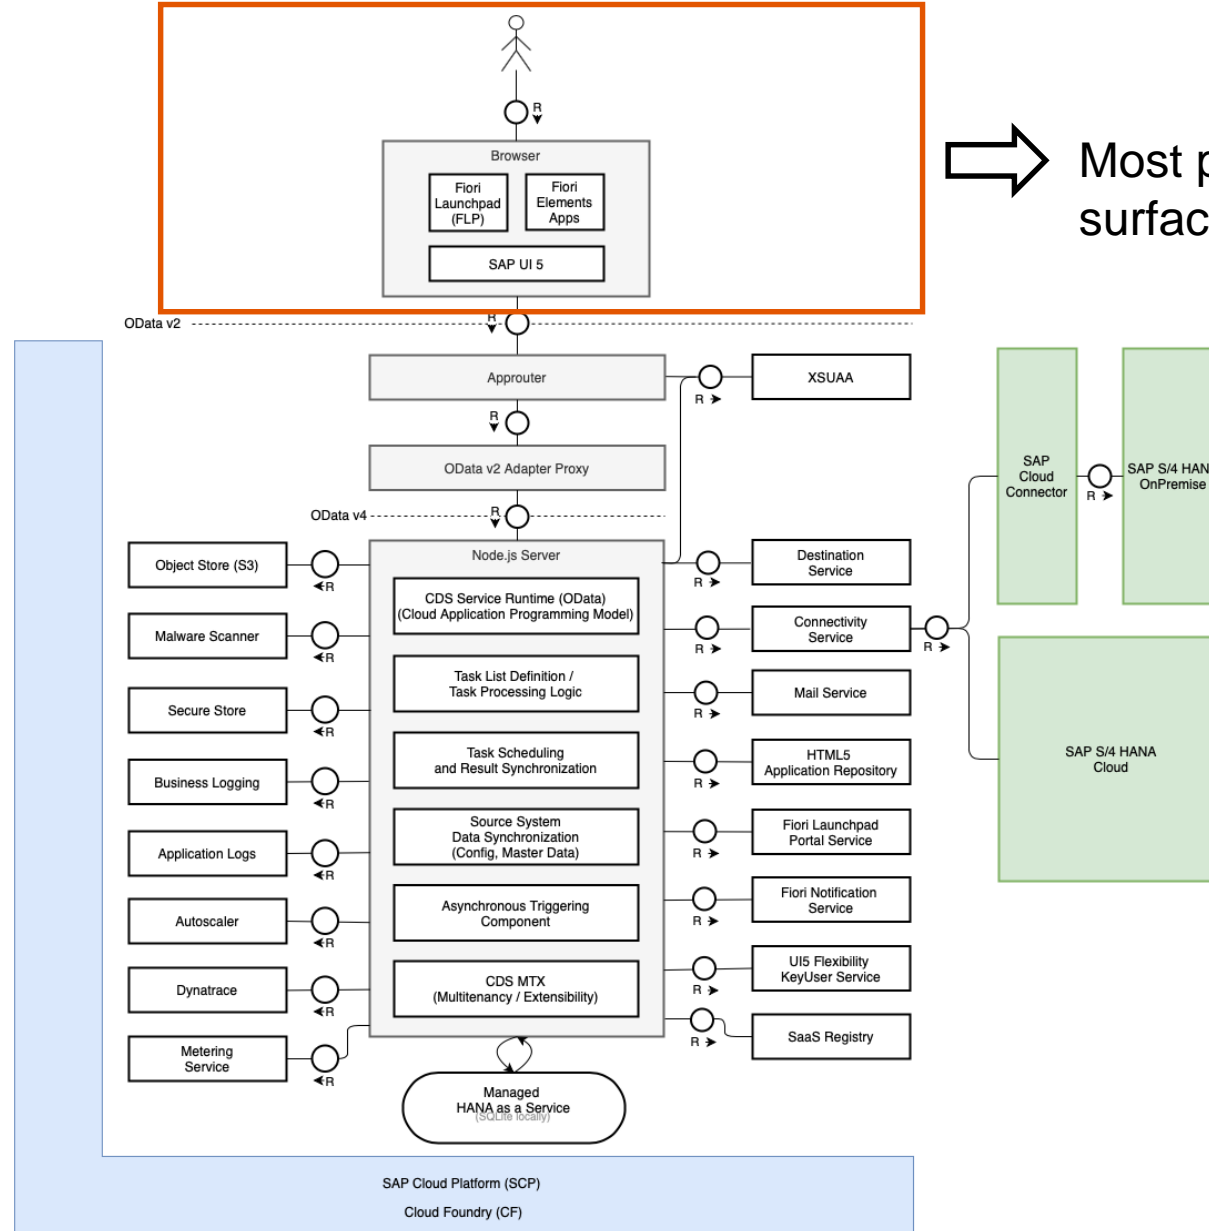 R
Browser
Fiori
Launchpad
(FLP)
Fiori
Elements
Apps
SAP UI 5
Most
surfac
OData v2
R
Approuter
R
XSUAA
R
OData v2 Adapter Proxy
OData v4
R
Node.js Server
CDS Service Runtime (OData)
(Cloud Application Programming Model)
Task List Definition /
Task Processing Logic
Task Scheduling
and Result Synchronization
Source System
Data Synchronization
(Config, Master Data)
Asynchronous Triggering
Component
CDS MTX
(Multitenancy / Extensibility)
Object Store (S3)
R
Malware Scanner
R
Secure Store
R
Business Logging
R
Application Logs
R
Autoscaler
R
Dynatrace
R
Metering
Service
R
R
Destination
Service
R
Connectivity
Service
R
Mail Service
R
HTML5
Application Repository
R
Fiori Launchpad
Portal Service
R
Fiori Notification
Service
R
UI5 Flexibility
KeyUser Service
R
SaaS Registry
R
SAP
Cloud
Connector
R
SAP S/4 HAN
OnPremise
SAP S/4 HANA
Cloud
Managed
HANA as a Service
(SQLite locally)
SAP Cloud Platform (SCP)
Cloud Foundry (CF)